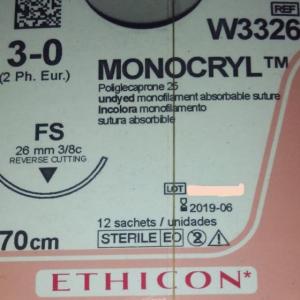 REF
W3326
3-0
(2 Ph. Eur.)
MONOCRYL™
Poliglecaprone 25
undyed monofilament absorbable suture
Incolora monofilamento
sutura absorbible
FS
26 mm 3/8c
REVERSE CUTTING
LOT
2019-06
70cm
12 sachets / unidades
STERILE EO 2
ETHICON*